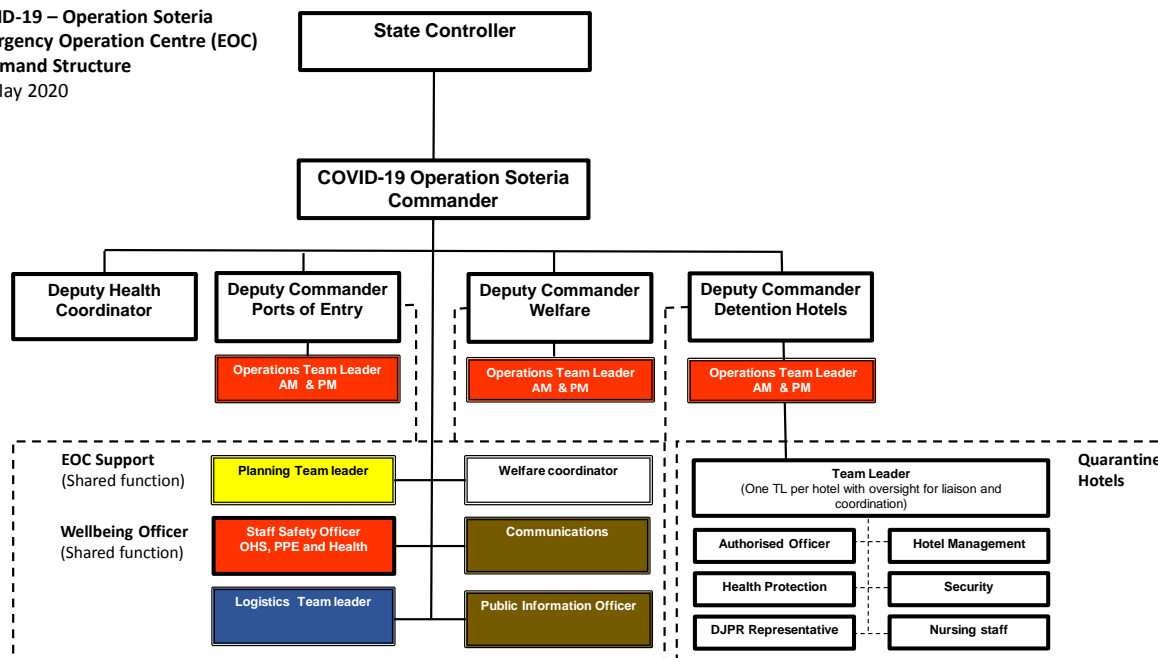 ID-19 – Operation Soteria
rgency Operation Centre (EOC)
mand Structure
May 2020
State Controller
COVID-19 Operation Soteria
Commander
Deputy Health
Coordinator
Deputy Commander
Ports of Entry
Deputy Commander
Welfare
Deputy Commander
Detention Hotels
Operations Team Leader
AM & PM
Operations Team Leader
AM & PM
Operations Team Leader
AM & PM
EOC Support
(Shared function)
Planning Team leader
Welfare coordinator
Wellbeing Officer
(Shared function)
Staff Safety Officer
OHS, PPE and Health
Communications
Logistics Team leader
Public Information Officer
Quarantine
Hotels
Team Leader
(One TL per hotel with oversight for liaison and
coordination)
Authorised Officer
Hotel Management
Health Protection
Security
DJPR Representative
Nursing staff